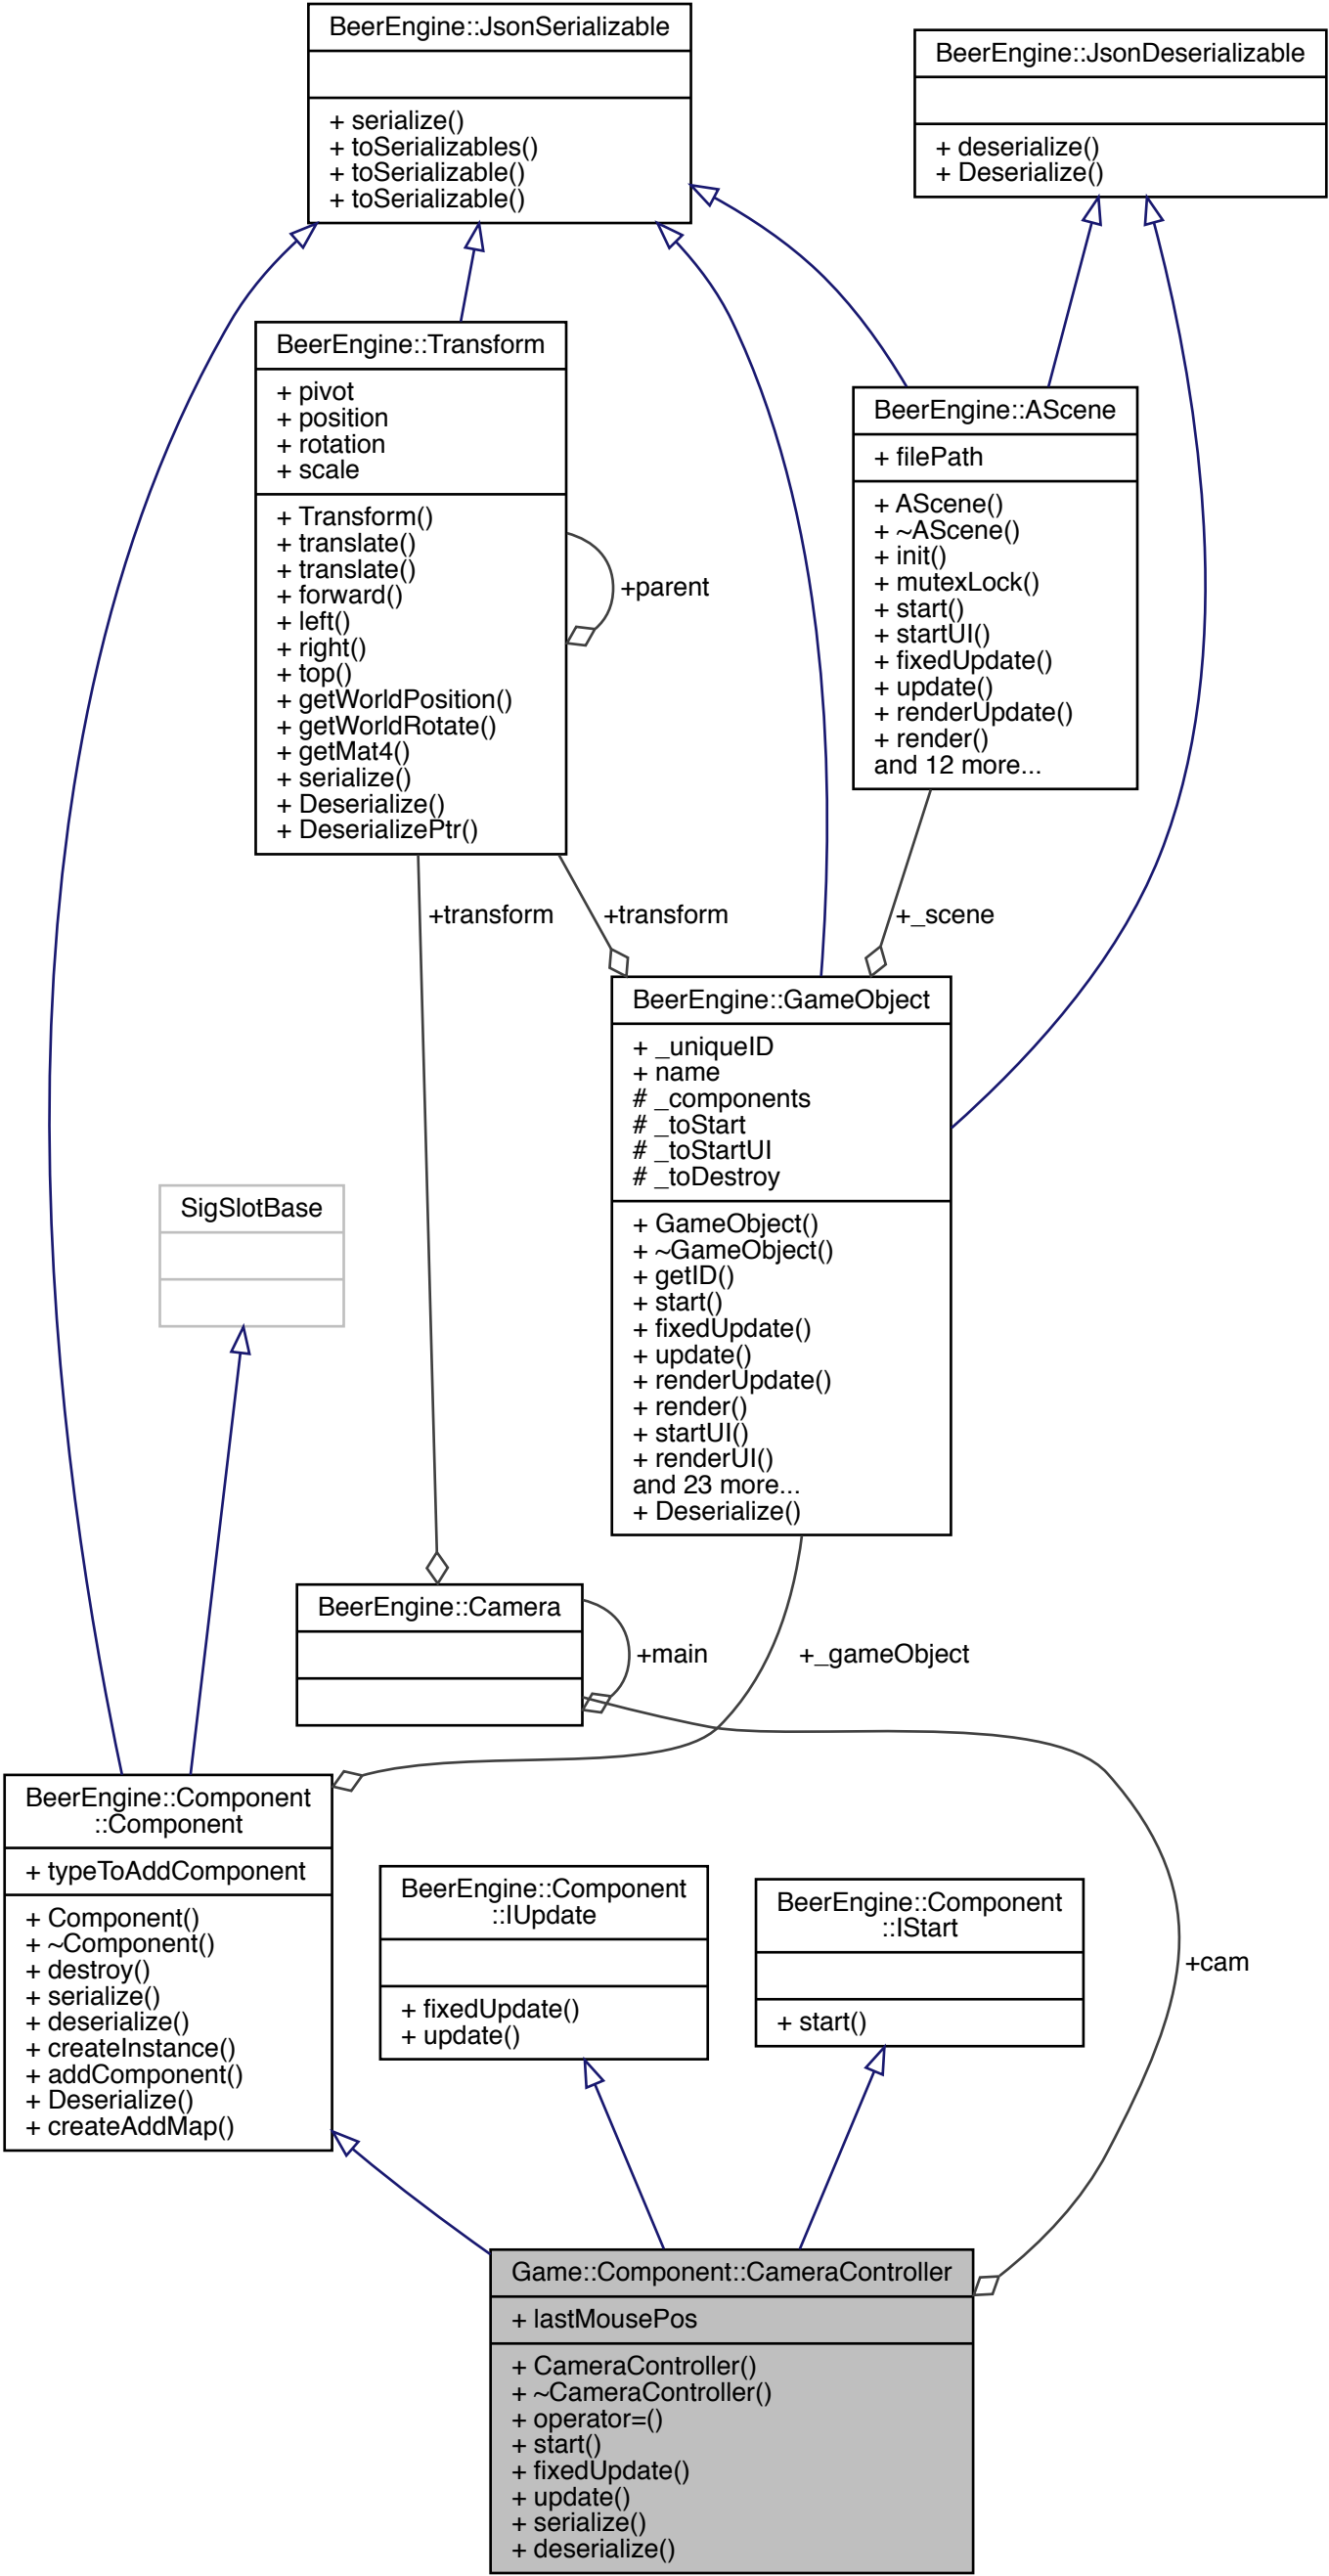 BeerEngine::JsonSerializable
+ serialize()
+ toSerializables()
+ toSerializable()
+ toSerializable()
BeerEngine::JsonDeserializable
+ deserialize()
+ Deserialize()
BeerEngine::Transform
+ pivot
+ position
+ rotation
+ scale
+ Transform()
+ translate()
+ translate()
+ forward()
+ left()
+ right()
+ top()
+ getWorldPosition()
+ getWorldRotate()
+ getMat4()
+ serialize()
+ Deserialize()
+ DeserializePtr()
+parent
BeerEngine::AScene
+ filePath
+ AScene()
+ ~AScene()
+ init()
+ mutexLock()
+ start()
+ startUI()
+ fixedUpdate()
+ update()
+ renderUpdate()
+ render()
and 12 more...
+transform
+transform
+_scene
BeerEngine::GameObject
+ _uniqueID
+ name
# _components
# _toStart
# _toStartUI
# _toDestroy
+ GameObject()
+ ~GameObject()
+ getID()
+ start()
+ fixedUpdate()
+ update()
+ renderUpdate()
+ render()
+ startUI()
+ renderUI()
and 23 more...
+ Deserialize()
SigSlotBase
BeerEngine::Camera
+main
+_gameObject
BeerEngine::Component
::Component
+ typeToAddComponent
+ Component()
+ ~Component()
+ destroy()
+ serialize()
+ deserialize()
+ createInstance()
+ addComponent()
+ Deserialize()
+ createAddMap()
BeerEngine::Component
::IUpdate
+ fixedUpdate()
+ update()
BeerEngine::Component
::IStart
+ start()
+cam
Game::Component::CameraController
+ lastMousePos
+ CameraController()
+ ~CameraController()
+ operator=()
+ start()
+ fixedUpdate()
+ update()
+ serialize()
+ deserialize()